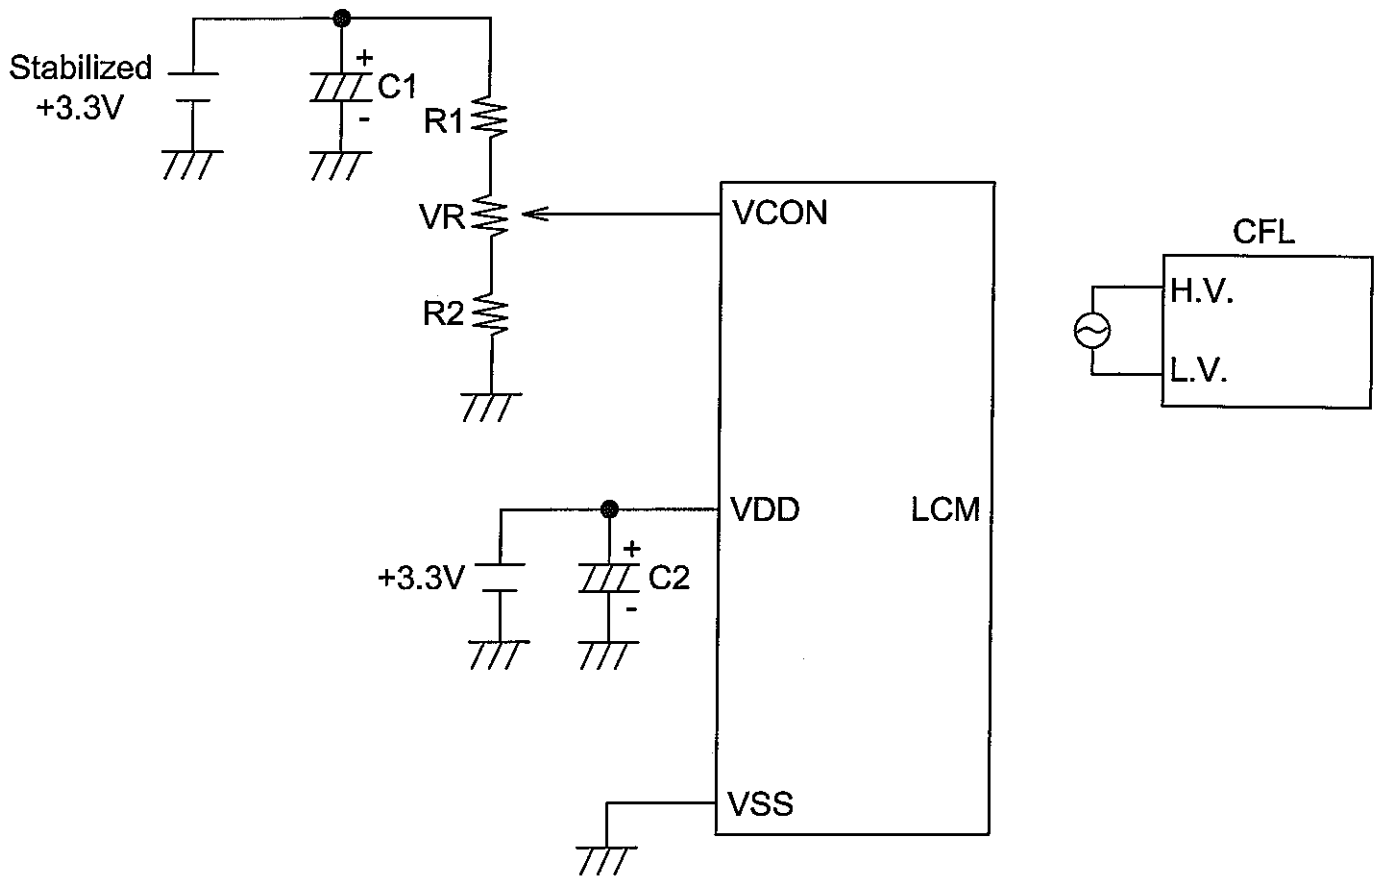 Stabilized
+3.3V
+
C1
-
R1
VR
R2
VCON
CFL
H.V.
L.V.
VDD
LCM
+3.3V
+
C2
-
VSS